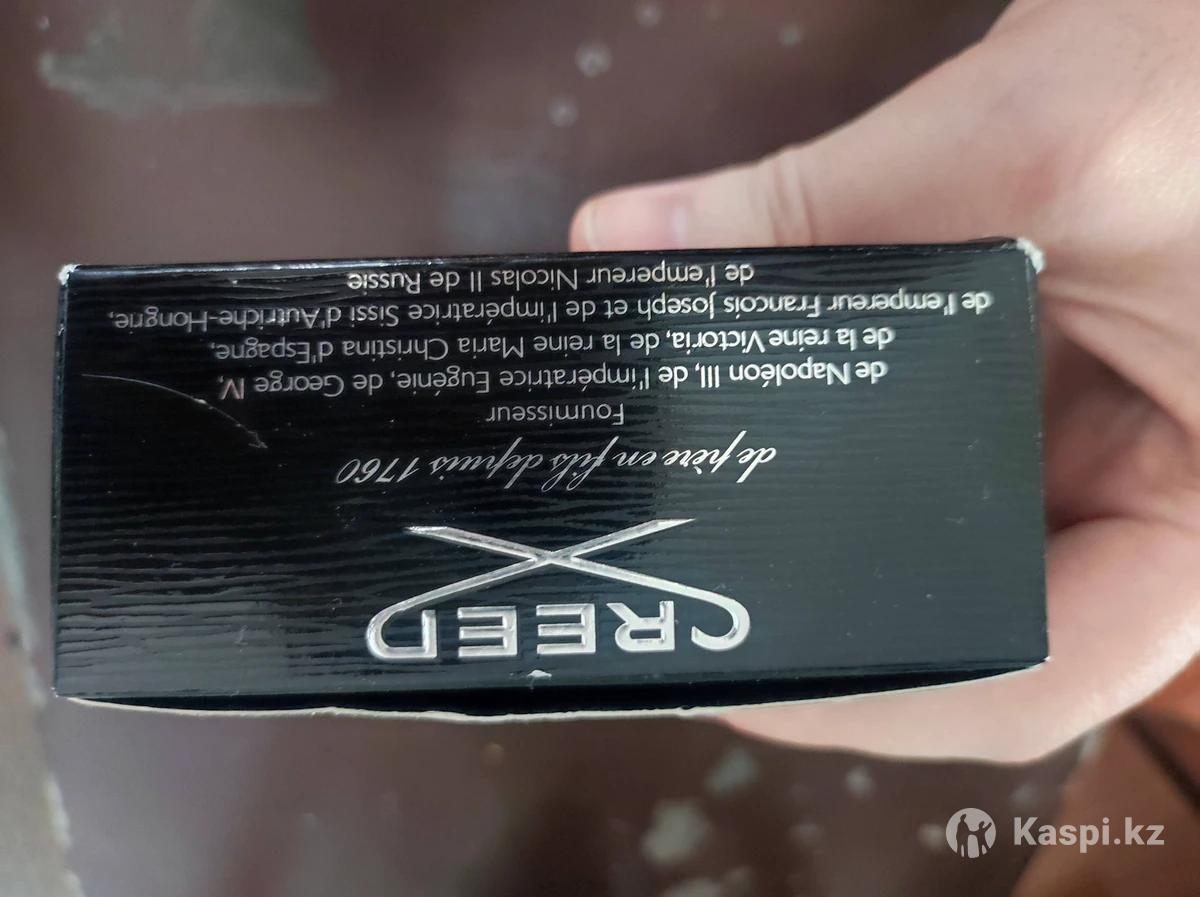 CREED
de père en fils depuis 1760
Fournisseur
de Napoléon III, de l'impératrice Eugénie, de George IV,
de la reine Victoria, de la reine Maria Christina d'Espagne,
de l'empereur Francois Joseph et de l'impératrice Sissi d'Autriche-Hongrie,
de l'empereur Nicolas II de Russie
Kaspi.kz